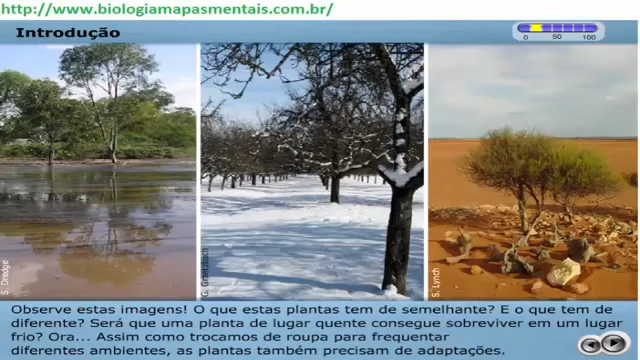 http://www.biologiamapasmentais.com.br/
Introdução
0 50 100
S. Dredge
S. Lynch
Observe estas imagens! O que estas plantas tem de semelhante? E o que tem de
diferente? Será que uma planta de lugar quente consegue sobreviver em um lugar
frio? Ora... Assim como trocamos de roupa para frequentar
diferentes ambientes, as plantas também precisam de adaptações.